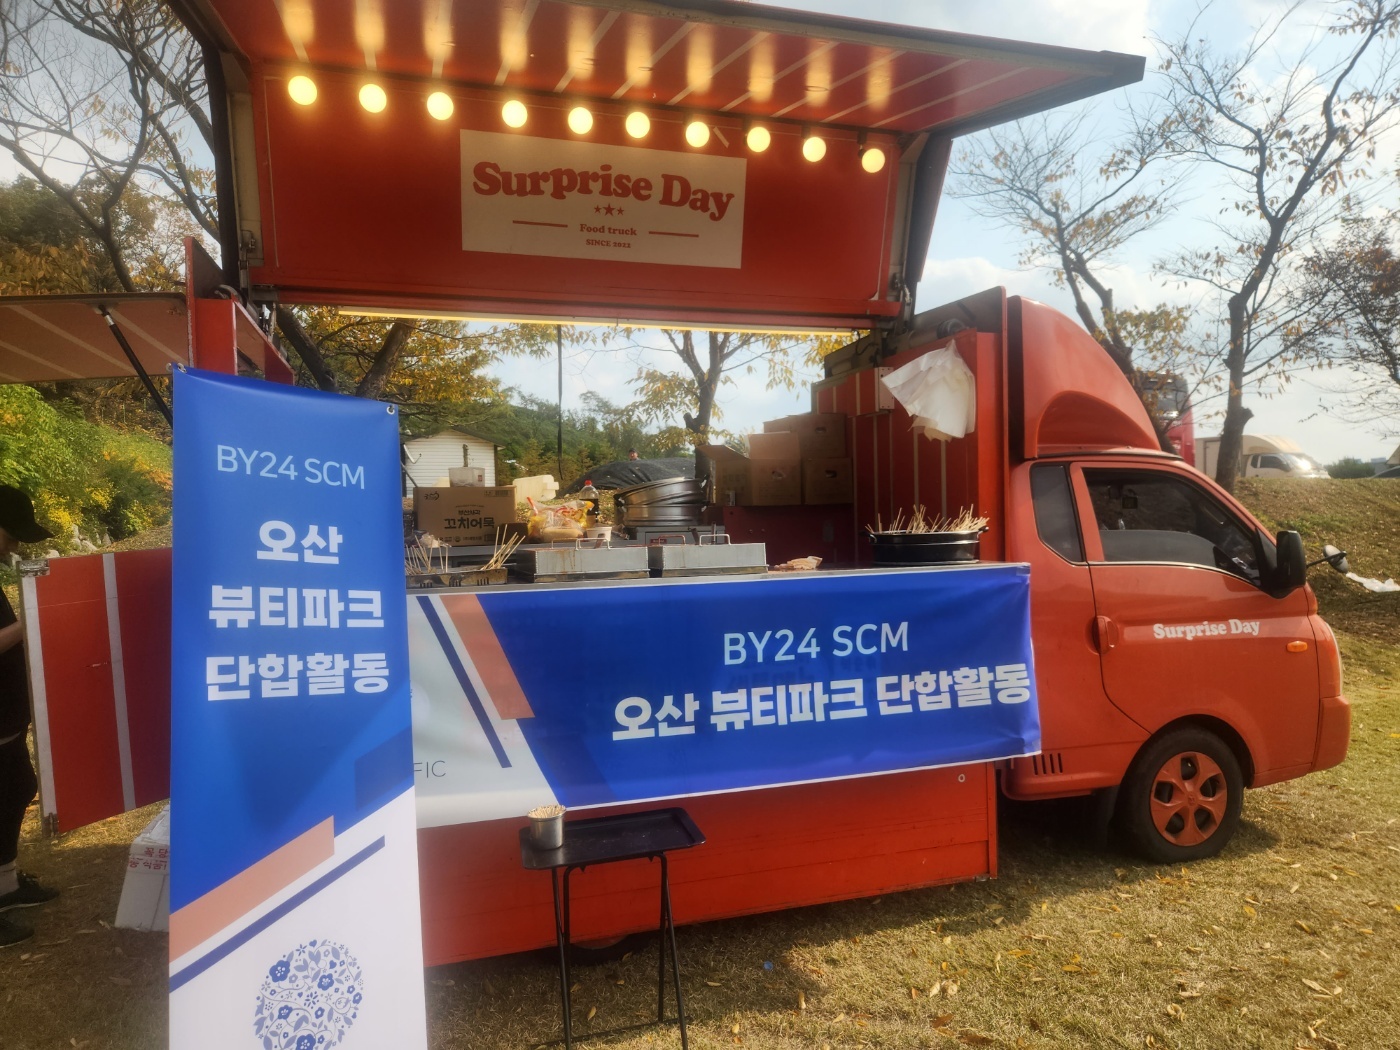 Surprise Day
Food truck
SINCE 2022
BY24 SCM
오산
뷰티파크
단합활동
꼬치어묵
BY24 SCM
오산 뷰티파크 단합활동
FIC
Surprise Day